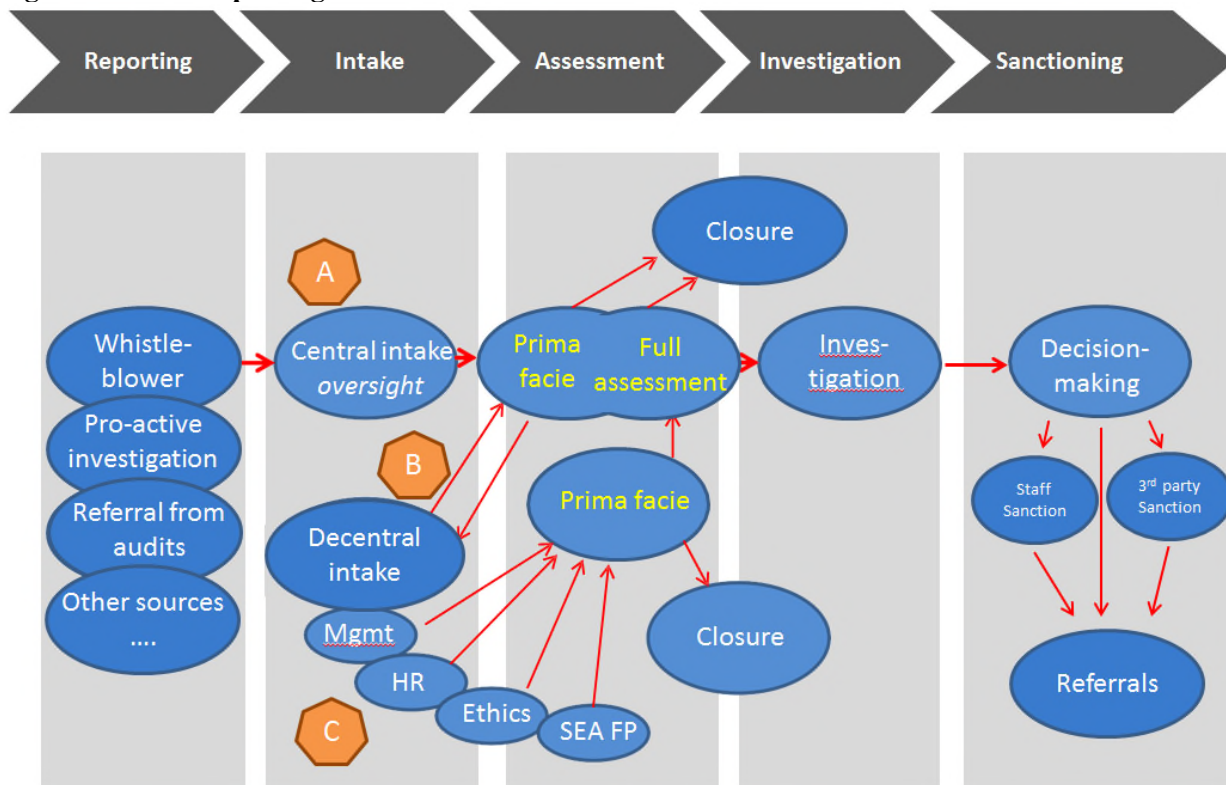 Reporting
Intake
Assessment
Investigation
Sanctioning
Whistle-
blower
Pro-active
investigation
Referral from
audits
Other sources
....
A
Central intake
oversight
B
Decentral
intake
Mgmt
HR
Ethics
SEA FP
C
Closure
Prima
facie
Full
assessment
Prima facie
Closure
Inves-
tigation
Decision-
making
Staff
Sanction
3rd party
Sanction
Referrals